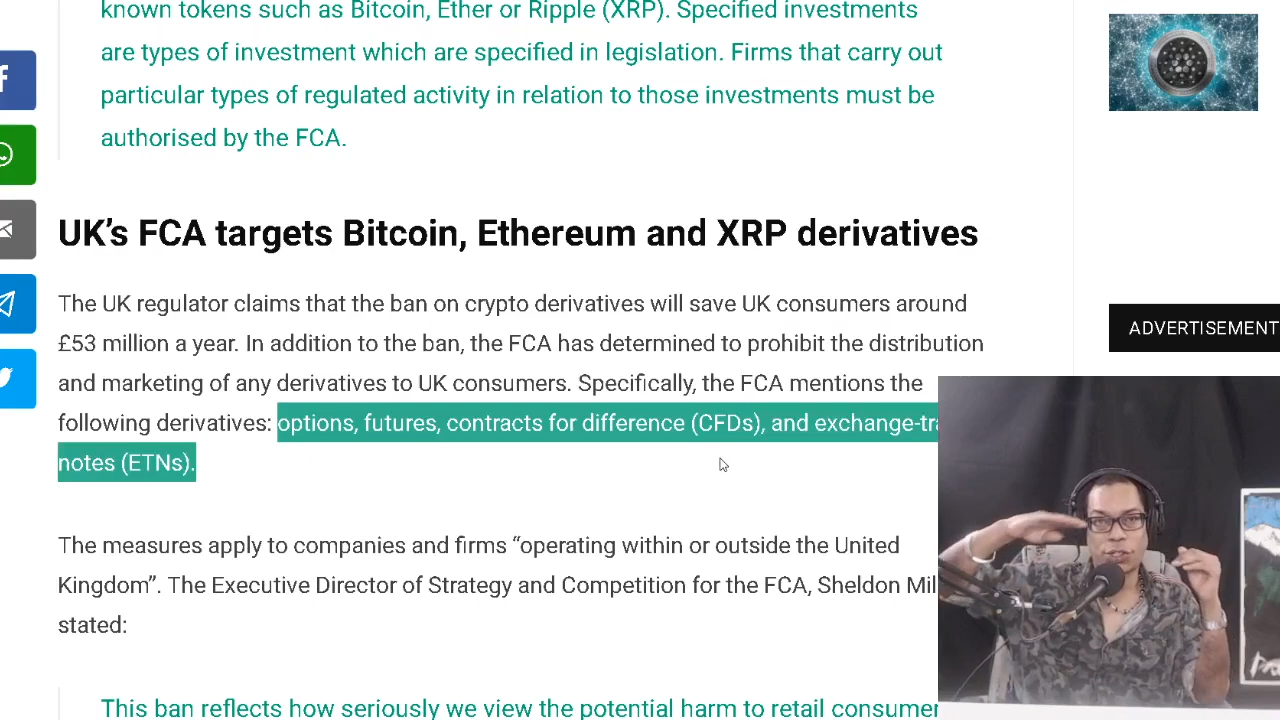 known tokens such as Bitcoin, Ether or Ripple (XRP). Specified investments
are types of investment which are specified in legislation. Firms that carry out
particular types of regulated activity in relation to those investments must be
authorised by the FCA.
UK’s FCA targets Bitcoin, Ethereum and XRP derivatives
The UK regulator claims that the ban on crypto derivatives will save UK consumers around
£53 million a year. In addition to the ban, the FCA has determined to prohibit the distribution
and marketing of any derivatives to UK consumers. Specifically, the FCA mentions the
following derivatives: options, futures, contracts for difference (CFDs), and exchange-tra
notes (ETNs).
The measures apply to companies and firms “operating within or outside the United
Kingdom”. The Executive Director of Strategy and Competition for the FCA, Sheldon Mil
stated:
This ban reflects how seriously we view the potential harm to retail consumer
ADVERTISEMENT